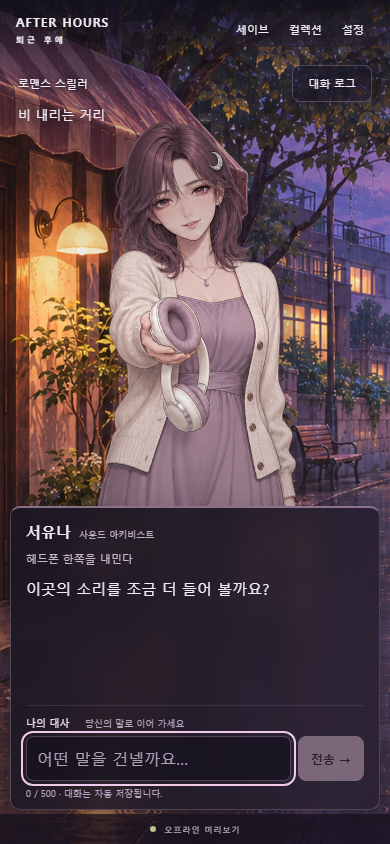 AFTER HOURS
퇴근 후에
세이브 컬렉션 설정
로맨스 스릴러
대화 로그
비 내리는 거리
서유나 사운드 아키비스트
헤드폰 한쪽을 내민다
이곳의 소리를 조금 더 들어 볼까요?
나의 대사 당신의 말로 이어 가세요
어떤 말을 건넬까요...
전송 →
0 / 500 · 대화는 자동 저장됩니다.
오프라인 미리보기